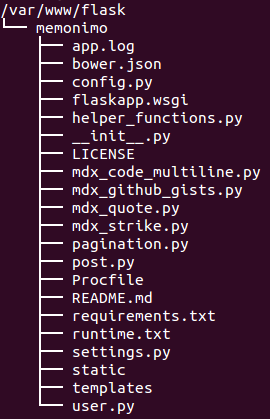 /var/www/flask
└── memonimo
    ├── app.log
    ├── bower.json
    ├── config.py
    ├── flaskapp.wsgi
    ├── helper_functions.py
    ├── __init__.py
    ├── LICENSE
    ├── mdx_code_multiline.py
    ├── mdx_github_gists.py
    ├── mdx_quote.py
    ├── mdx_strike.py
    ├── pagination.py
    ├── post.py
    ├── Procfile
    ├── README.md
    ├── requirements.txt
    ├── runtime.txt
    ├── settings.py
    ├── static
    ├── templates
    └── user.py